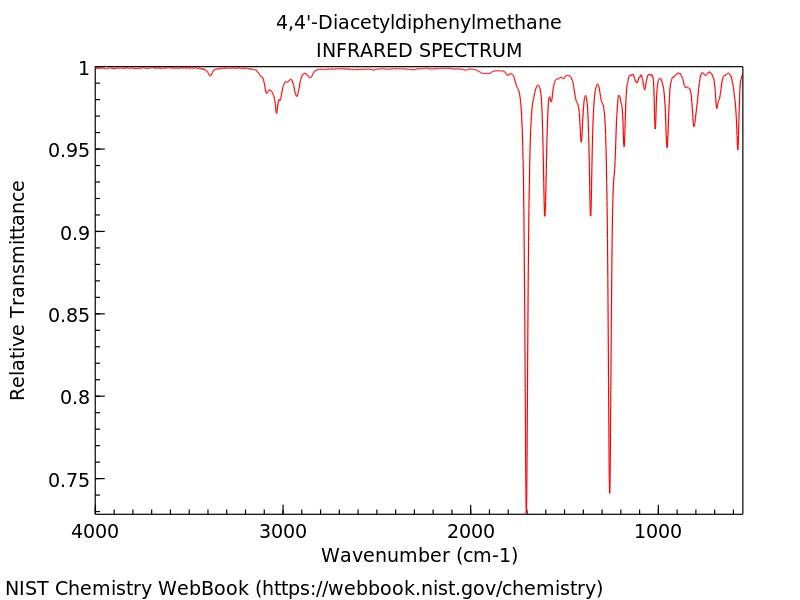 4,4'-Diacetyldiphenylmethane
INFRARED SPECTRUM
1
0.95
0.9
0.85
0.8
0.75
Relative Transmittance
4000 3000 2000 1000
Wavenumber (cm-1)
NIST Chemistry WebBook (https://webbook.nist.gov/chemistry)